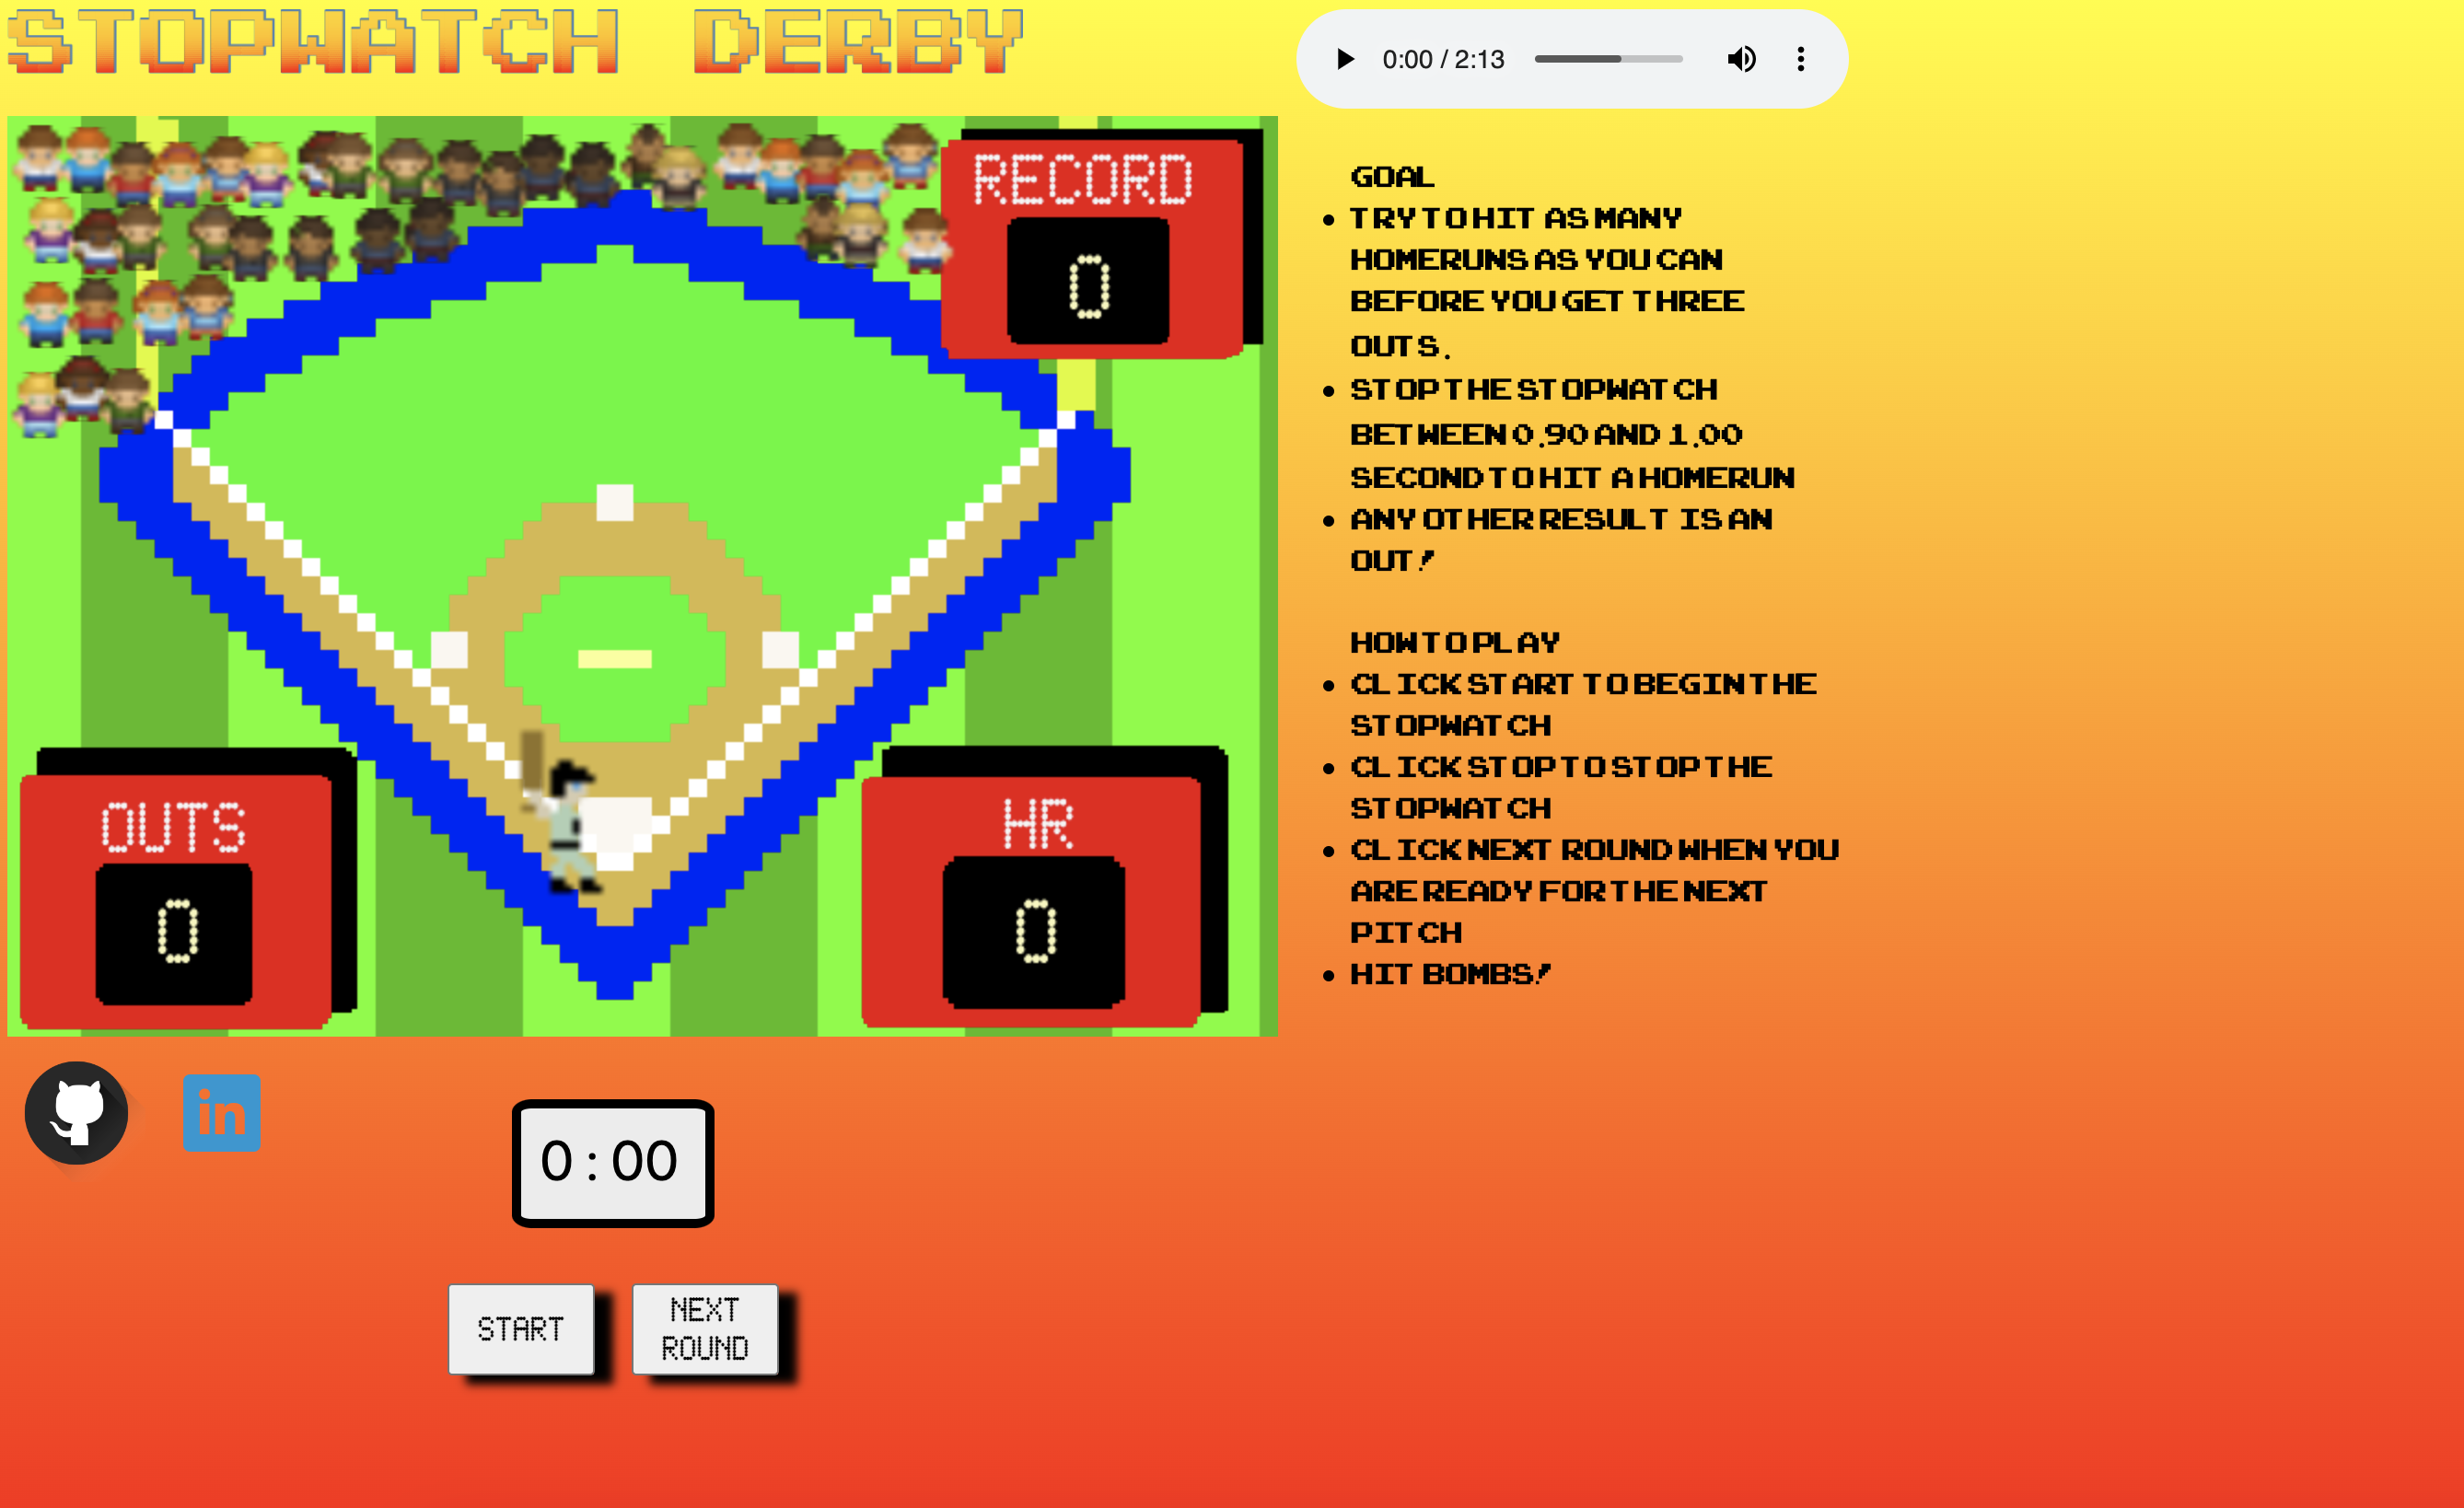 STOPWATCH DERBY
0:00 / 2:13
RECORD
0
OUTS
0
HR
0
GOAL
TRY TO HIT AS MANY
HOMERUNS AS YOU CAN
BEFORE YOU GET THREE
OUTS.
STOP THE STOPWATCH
BETWEEN 0.90 AND 1.00
SECOND TO HIT A HOMERUN
ANY OTHER RESULT IS AN
OUT!
HOW TO PLAY
CLICK START TO BEGIN THE
STOPWATCH
CLICK STOP TO STOP THE
STOPWATCH
CLICK NEXT ROUND WHEN YOU
ARE READY FOR THE NEXT
PITCH
HIT BOMBS!
in
0:00
START
NEXT
ROUND